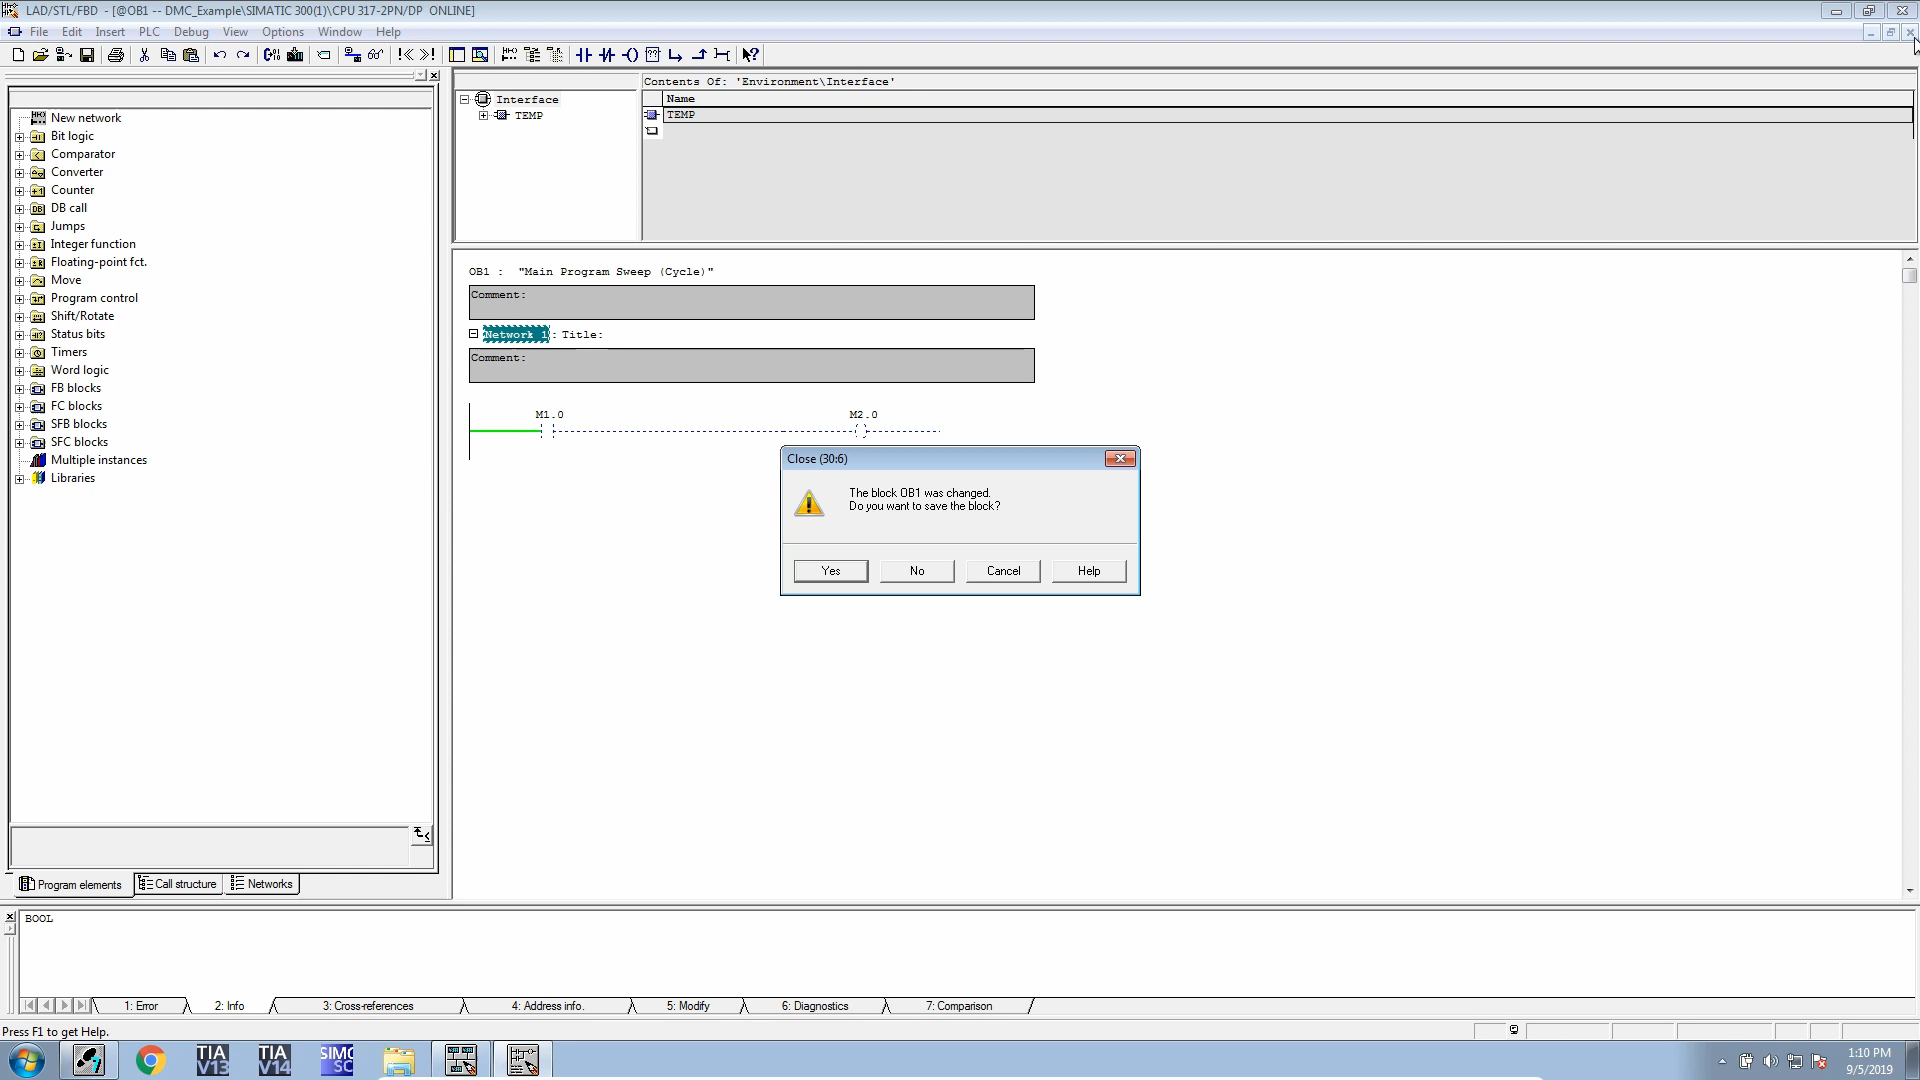 LAD/STL/FBD - [@OB1 -- DMC_Example\SIMATIC 300(1)\CPU 317-2PN/DP ONLINE]
File Edit Insert PLC Debug View Options Window Help
Contents Of: 'Environment\Interface'
Interface
TEMP
Name
TEMP
New network
Bit logic
Comparator
Converter
Counter
DB call
Jumps
Integer function
Floating-point fct.
Move
Program control
Shift/Rotate
Status bits
Timers
Word logic
FB blocks
FC blocks
SFB blocks
SFC blocks
Multiple instances
Libraries
OB1 : "Main Program Sweep (Cycle)"
Comment:
Network 1: Title:
Comment:
M1.0 M2.0
Close (30:6)
The block OB1 was changed.
Do you want to save the block?
Yes No Cancel Help
Program elements Call structure Networks
BOOL
1: Error 2: Info 3: Cross-references 4: Address info. 5: Modify 6: Diagnostics 7: Comparison
Press F1 to get Help.
TIA V13
TIA V14
1:10 PM
9/5/2019